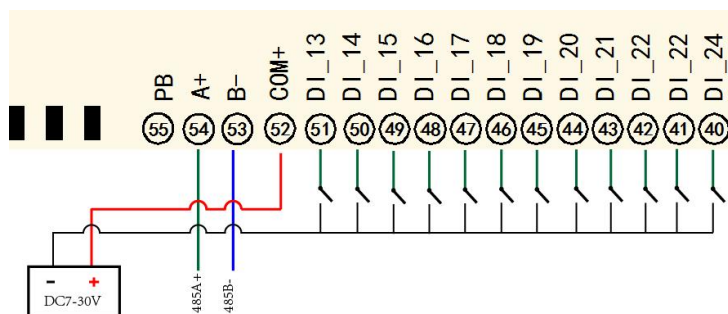 PB A+ B- COM+ DI_13 DI_14 DI_15 DI_16 DI_17 DI_18 DI_19 DI_20 DI_21 DI_22 DI_22 DI_24
55 54 53 52 51 50 49 48 47 46 45 44 43 42 41 40
- +
DC7-30V
485A+
485B-